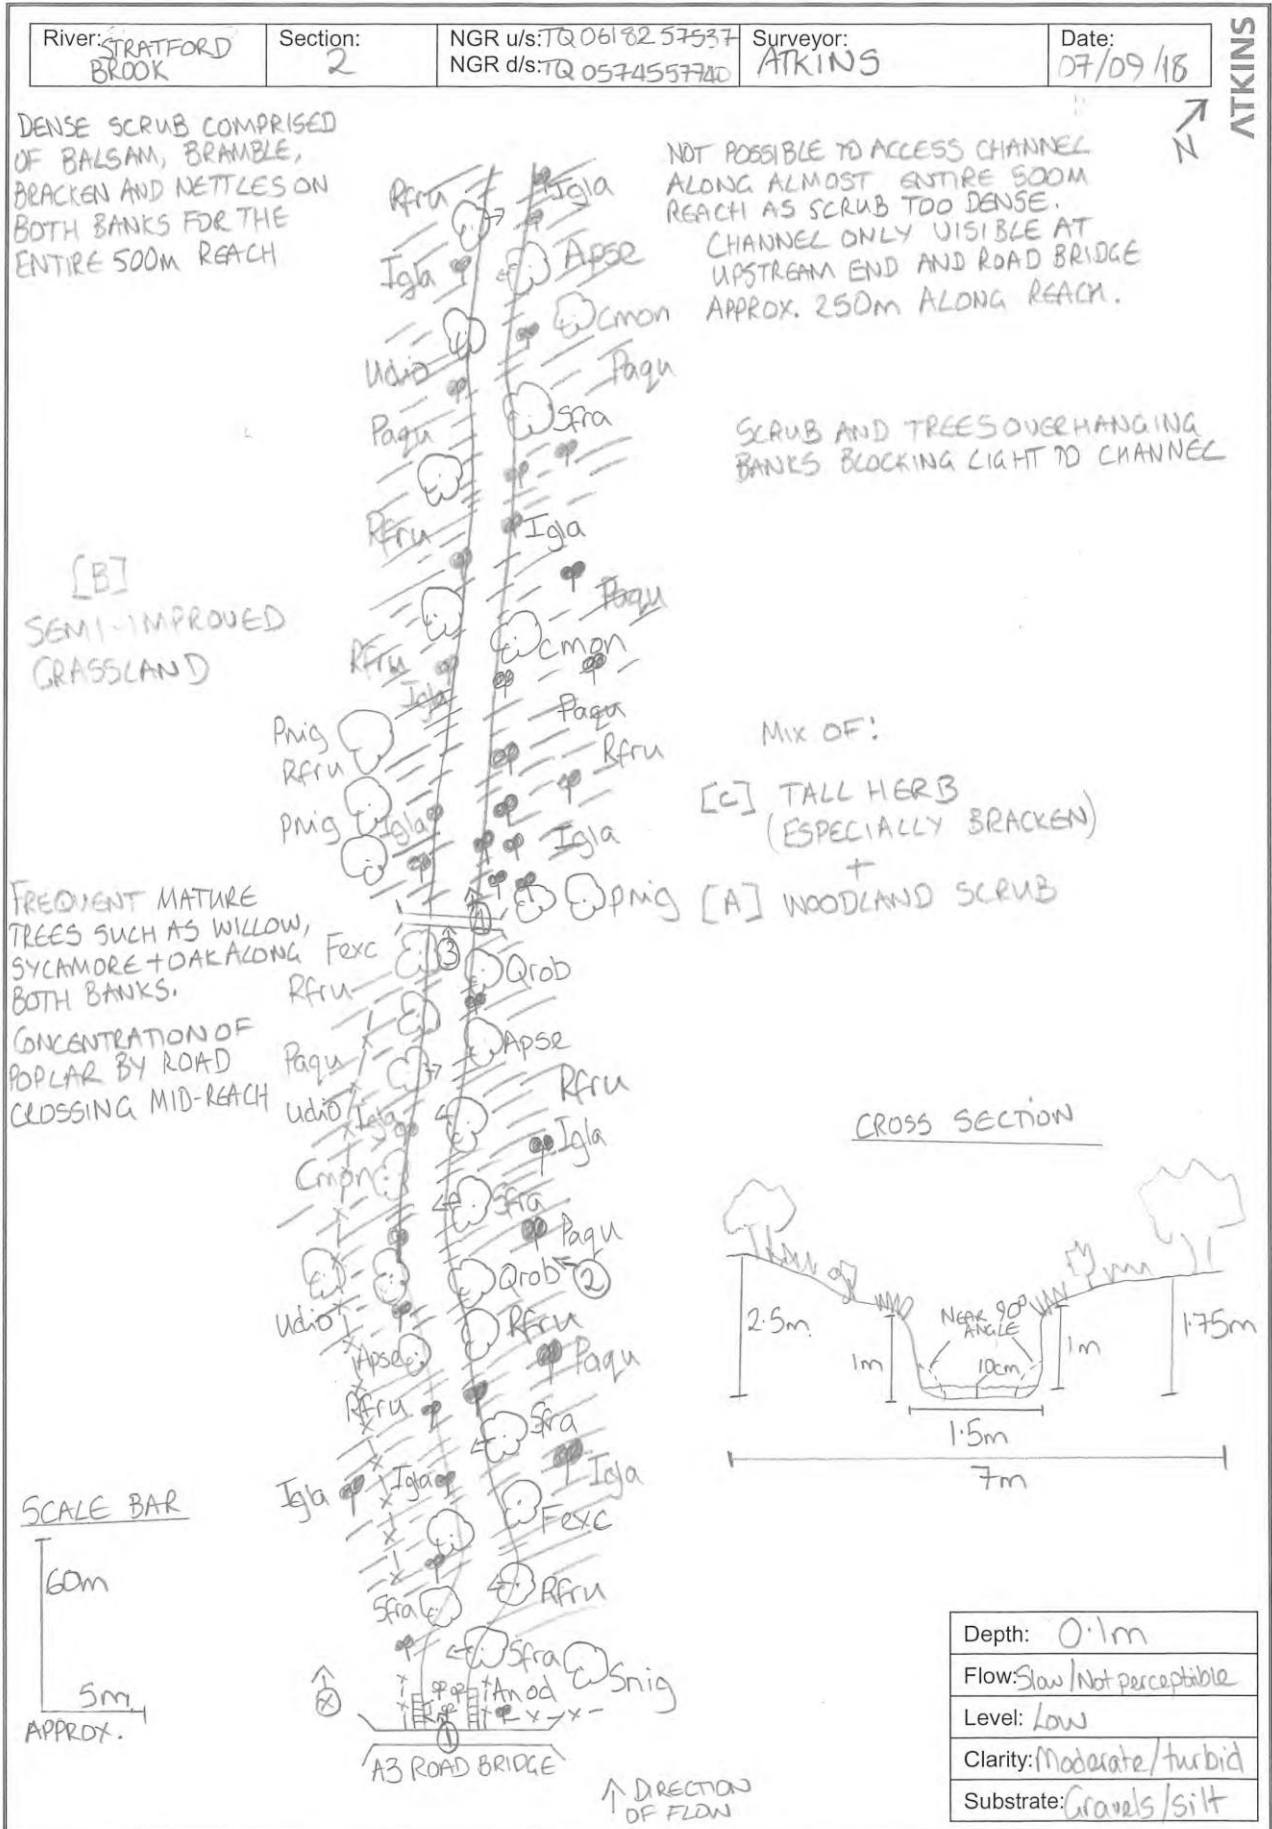 River: STRATFORD BROOK
Section: 2
NGR u/s: TQ 06182 57537
NGR d/s: TQ 0574557740
Surveyor: ATKINS
Date: 07/09/18
ATKINS
N
DENSE SCRUB COMPRISED
OF BALSAM, BRAMBLE,
BRACKEN AND NETTLES ON
BOTH BANKS FOR THE
ENTIRE 500m REACH
NOT POSSIBLE TO ACCESS CHANNEL
ALONG ALMOST ENTIRE 500M
REACH AS SCRUB TOO DENSE.
CHANNEL ONLY VISIBLE AT
UPSTREAM END AND ROAD BRIDGE
APPROX. 250m ALONG REACH.
Rfru
Igla
Igla
Apse
Cmon
Udio
Paqu
Paqu
Sfra
SCRUB AND TREES OVERHANGING
BANKS BLOCKING LIGHT TO CHANNEL
Rfru
Igla
[B]
SEMI-IMPROVED
GRASSLAND
Paqu
Rfru
Cmon
Igla
Paqu
Pnig
Rfru
Rfru
Pnig
Igla
Igla
Pnig
MIX OF:
[C] TALL HERB
(ESPECIALLY BRACKEN)
+
[A] WOODLAND SCRUB
FREQUENT MATURE
TREES SUCH AS WILLOW,
SYCAMORE + OAK ALONG
BOTH BANKS.
CONCENTRATION OF
POPLAR BY ROAD
CROSSING MID-REACH
1
3
Fexc
Qrob
Rfru
Apse
Paqu
Rfru
Udio
Igla
Igla
Cmon
Sfra
Paqu
Qrob
2
Udio
Rfru
Apse
Paqu
Rfru
Sfra
Igla
Igla
Igla
Fexc
Rfru
Sfra
Sfra
Snig
Anod
X
1
A3 ROAD BRIDGE
↑ DIRECTION
OF FLOW
CROSS SECTION
2.5m
1m
NEAR 90°
ANGLE
10cm
1m
1.75m
1.5m
7m
SCALE BAR
60m
5m
APPROX.
Depth: 0.1m
Flow: Slow/Not perceptible
Level: Low
Clarity: Moderate/turbid
Substrate: Gravels/silt